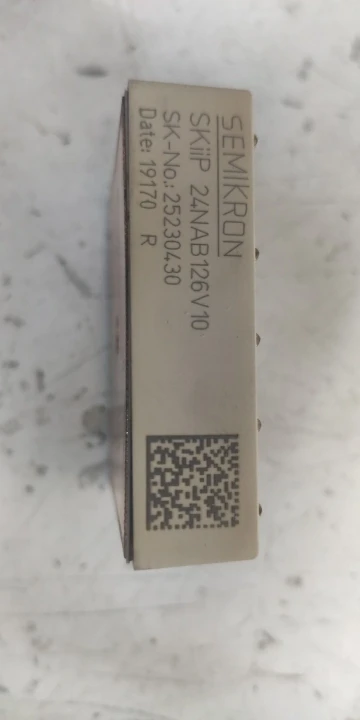 SEMIKRON
SKiiP 24NAB126V10
SK-No.: 25230430
Date: 19170 R